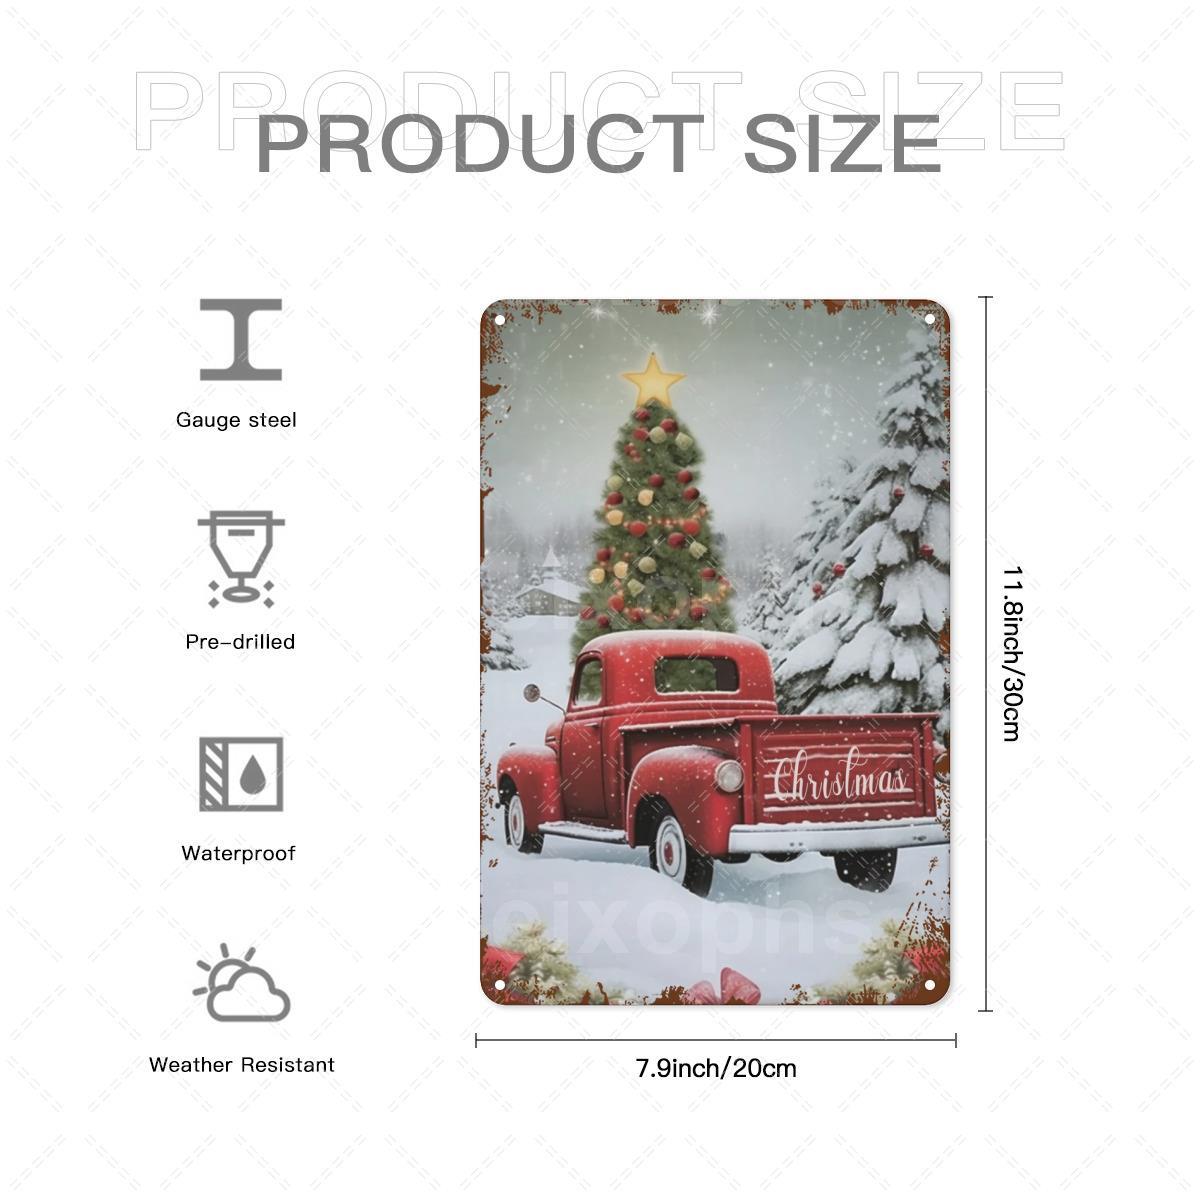 PRODUCT SIZE
PRODUCT SIZE
Gauge steel
Pre-drilled
Waterproof
Weather Resistant
Christmas
11.8inch/30cm
7.9inch/20cm